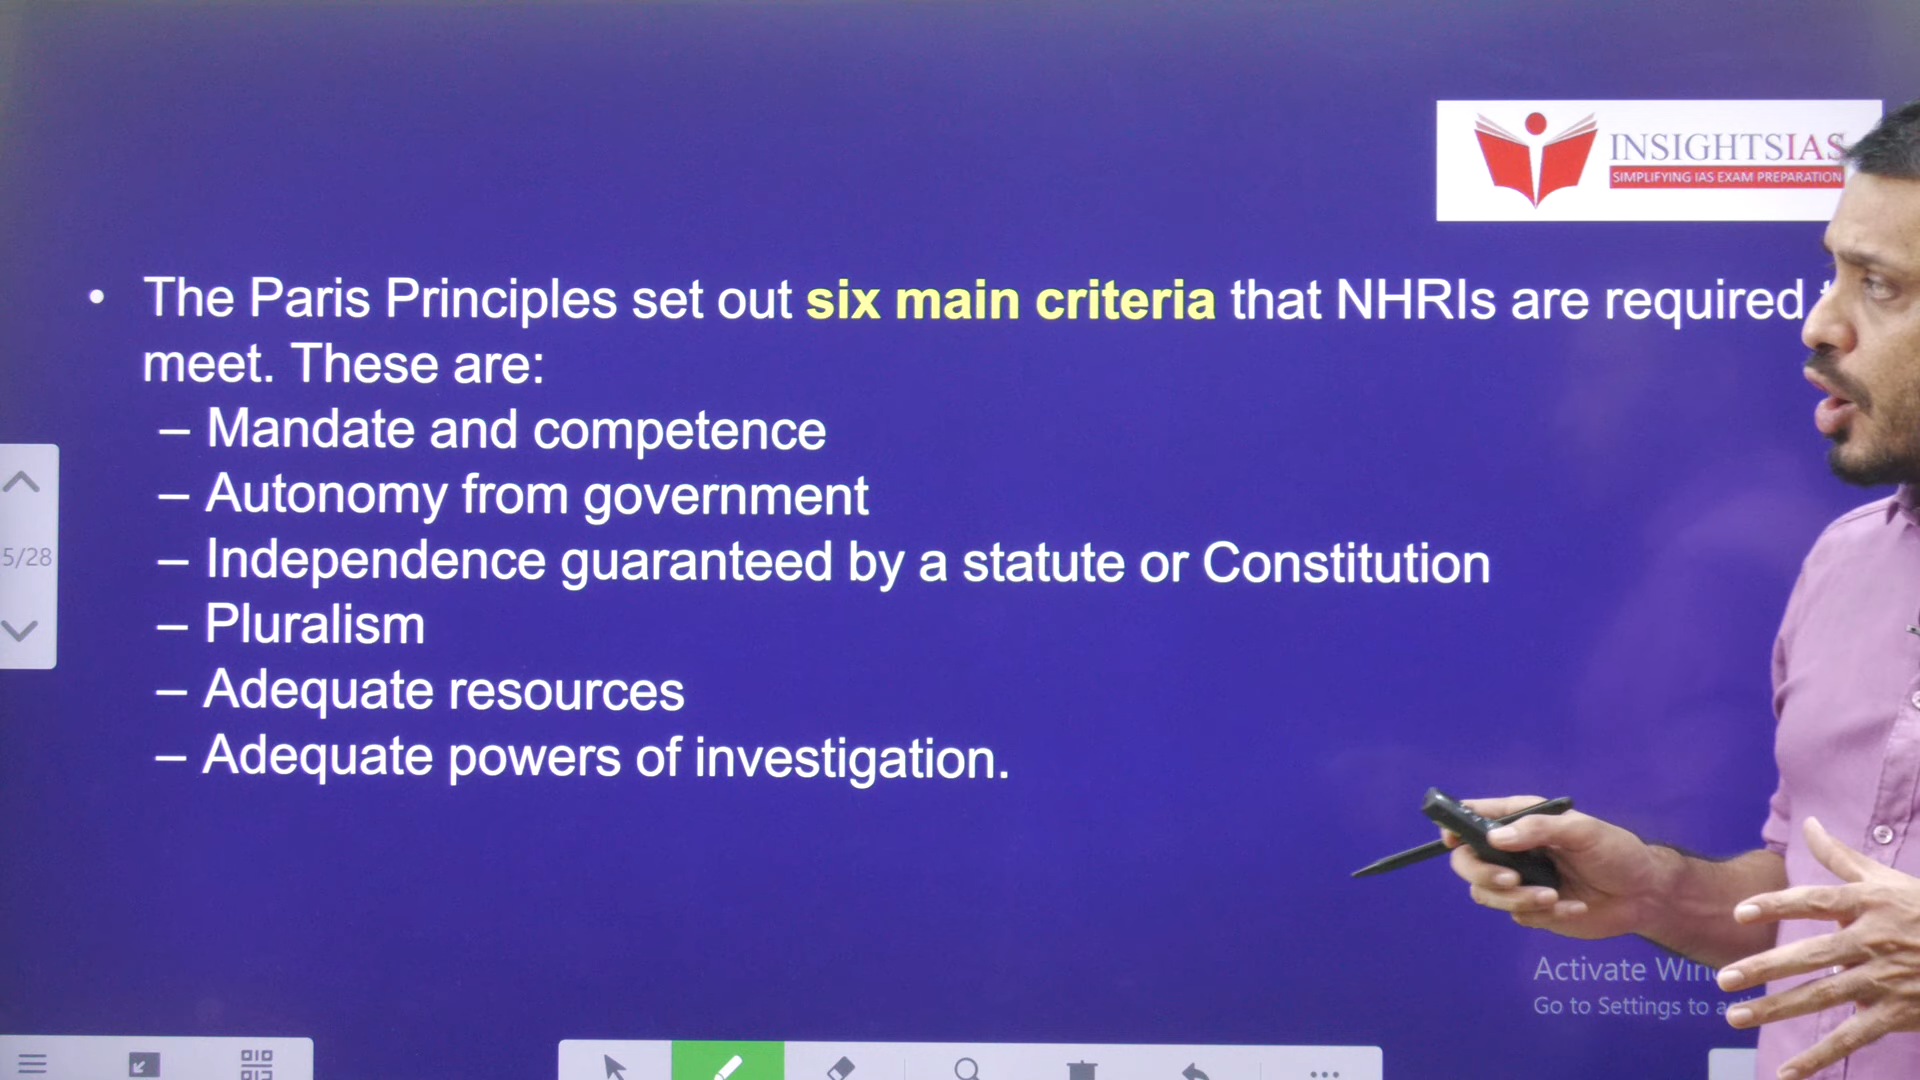 INSIGHTSIAS
SIMPLIFYING IAS EXAM PREPARATION
• The Paris Principles set out six main criteria that NHRIs are required
meet. These are:
– Mandate and competence
– Autonomy from government
– Independence guaranteed by a statute or Constitution
– Pluralism
– Adequate resources
– Adequate powers of investigation.
5/28
Activate
Go to Settings to